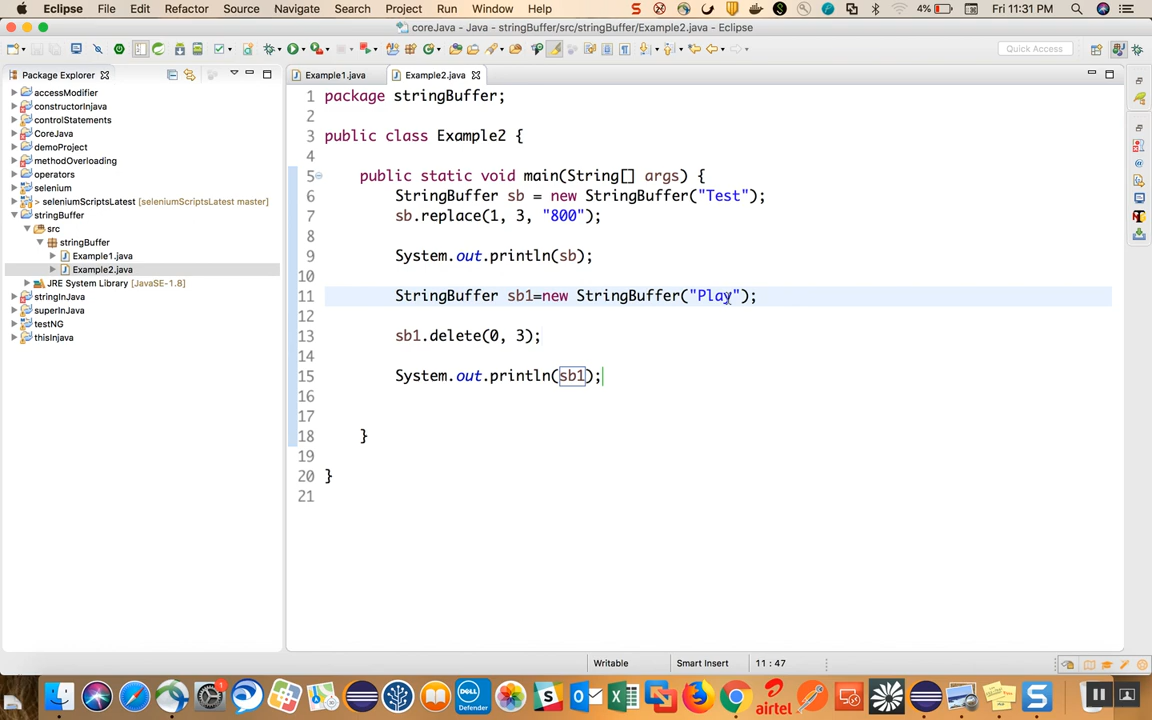 Eclipse File Edit Refactor Source Navigate Search Project Run Window Help 4% Fri 11:31 PM
coreJava - Java - stringBuffer/src/stringBuffer/Example2.java - Eclipse
Quick Access
Package Explorer
Example1.java
Example2.java
accessModifier
constructorInjava
controlStatements
CoreJava
demoProject
methodOverloading
operators
selenium
> seleniumScriptsLatest [seleniumScriptsLatest master]
stringBuffer
src
stringBuffer
Example1.java
Example2.java
JRE System Library [JavaSE-1.8]
stringInJava
superInJava
testNG
thisInjava
1 package stringBuffer;
2
3 public class Example2 {
4
5 public static void main(String[] args) {
6 StringBuffer sb = new StringBuffer("Test");
7 sb.replace(1, 3, "800");
8
9 System.out.println(sb);
10
11 StringBuffer sb1=new StringBuffer("Play");
12
13 sb1.delete(0, 3);
14
15 System.out.println(sb1);
16
17
18 }
19
20 }
21
Writable Smart Insert 11 : 47
DELL
Defender
airtel